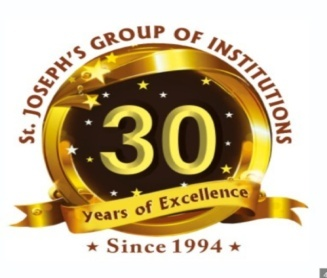 St. JOSEPH'S GROUP OF INSTITUTIONS
30
Years of Excellence
★ Since 1994 ★